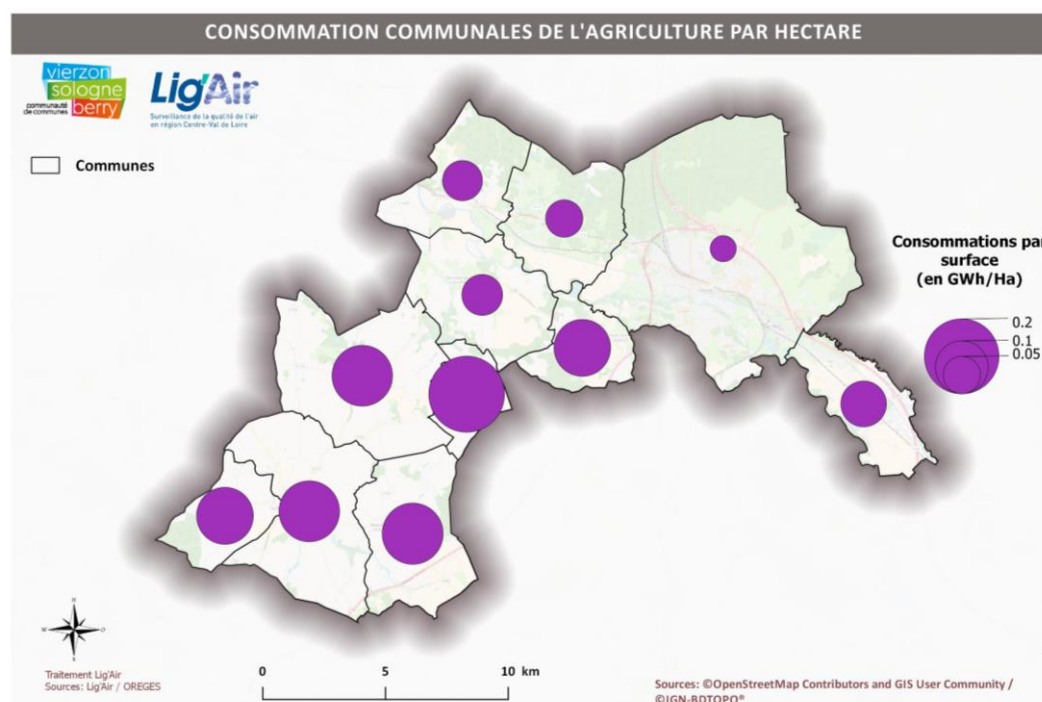 CONSOMMATION COMMUNALES DE L'AGRICULTURE PAR HECTARE
vierzon
sologne
berry
communauté
de communes
Lig'Air
Surveillance de la qualité de l'air
en région Centre-Val de Loire
Communes
Consommations par
surface
(en GWh/Ha)
0.2
0.1
0.05
N
W
O
S
Traitement Lig'Air
Sources: Lig'Air / OREGES
0
5
10 km
Sources: ©OpenStreetMap Contributors and GIS User Community /
©IGN-BDTOPO®